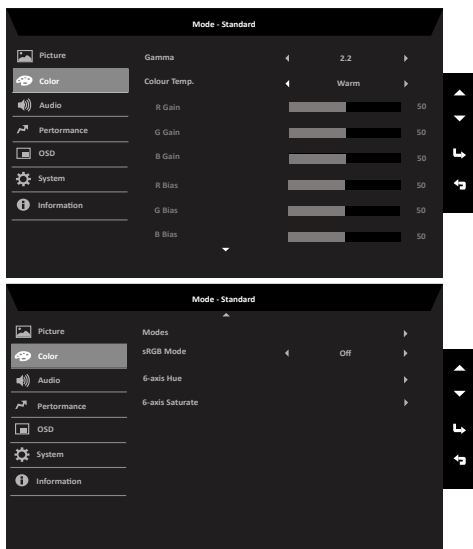 Mode - Standard
Picture
Gamma 2.2
Color
Colour Temp. Warm
Audio
R Gain 50
Pertormance
G Gain 50
OSD
B Gain 50
System
R Bias 50
Information
G Bias 50
B Bias 50
Mode - Standard
Picture
Modes
Color
sRGB Mode Off
Audio
6-axis Hue
Pertormance
6-axis Saturate
OSD
System
Information